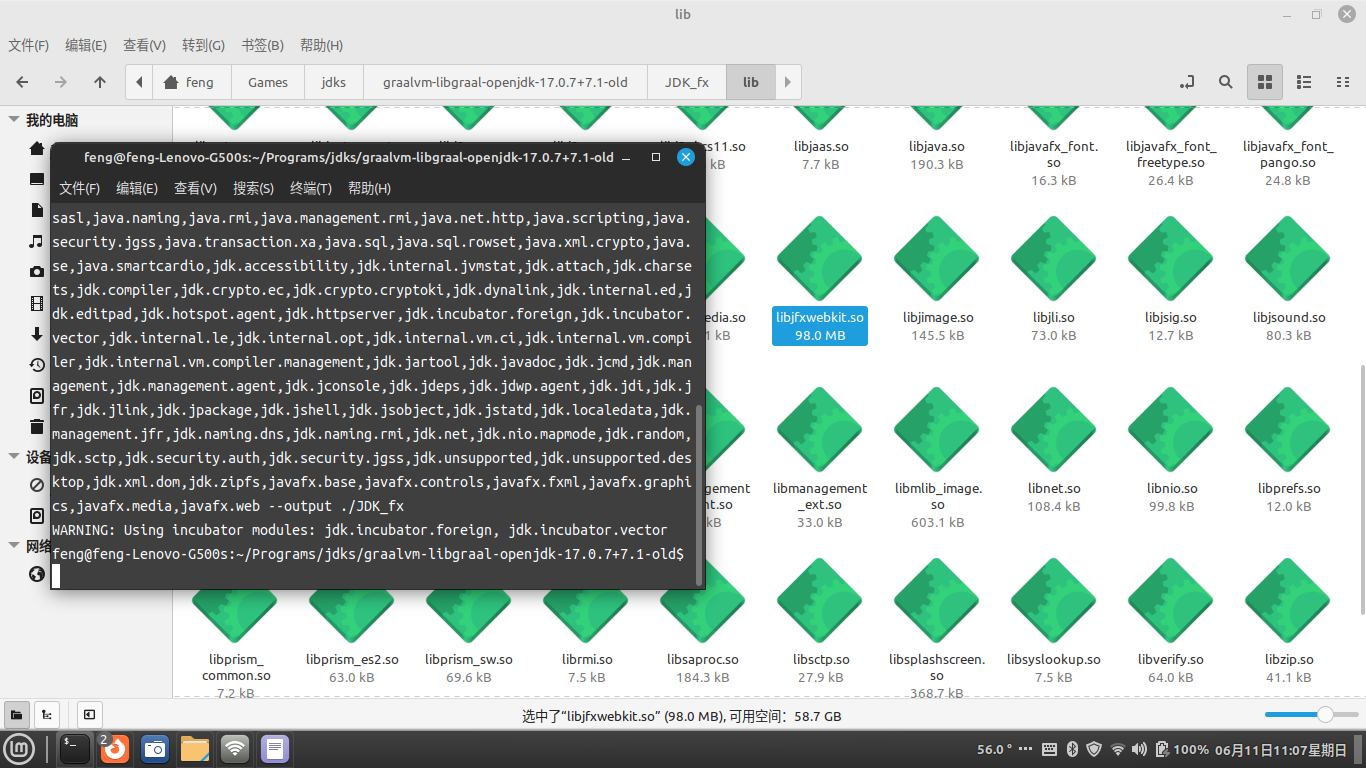 lib
文件(F) 编辑(E) 查看(V) 转到(G) 书签(B) 帮助(H)
feng Games jdks graalvm-libgraal-openjdk-17.0.7+7.1-old JDK_fx lib
我的电脑
设备
网络
libjaas.so
7.7 kB
libjava.so
190.3 kB
libjavafx_font.
so
16.3 kB
libjavafx_font_
freetype.so
26.4 kB
libjavafx_font_
pango.so
24.8 kB
libjfxwebkit.so
98.0 MB
libjimage.so
145.5 kB
libjli.so
73.0 kB
libjsig.so
12.7 kB
libjsound.so
80.3 kB
libmanagement
_ext.so
33.0 kB
libmlib_image.
so
603.1 kB
libnet.so
108.4 kB
libnio.so
99.8 kB
libprefs.so
12.0 kB
libprism_
common.so
7.2 kB
libprism_es2.so
63.0 kB
libprism_sw.so
69.6 kB
librmi.so
7.5 kB
libsaproc.so
184.3 kB
libsctp.so
27.9 kB
libsplashscreen.
so
368.7 kB
libsyslookup.so
7.5 kB
libverify.so
64.0 kB
libzip.so
41.1 kB
feng@feng-Lenovo-G500s:~/Programs/jdks/graalvm-libgraal-openjdk-17.0.7+7.1-old
文件(F) 编辑(E) 查看(V) 搜索(S) 终端(T) 帮助(H)
sasl,java.naming,java.rmi,java.management.rmi,java.net.http,java.scripting,java.
security.jgss,java.transaction.xa,java.sql,java.sql.rowset,java.xml.crypto,java.
se,java.smartcardio,jdk.accessibility,jdk.internal.jvmstat,jdk.attach,jdk.charse
ts,jdk.compiler,jdk.crypto.ec,jdk.crypto.cryptoki,jdk.dynalink,jdk.internal.ed,j
dk.editpad,jdk.hotspot.agent,jdk.httpserver,jdk.incubator.foreign,jdk.incubator.
vector,jdk.internal.le,jdk.internal.opt,jdk.internal.vm.ci,jdk.internal.vm.compi
ler,jdk.internal.vm.compiler.management,jdk.jartool,jdk.javadoc,jdk.jcmd,jdk.man
agement,jdk.management.agent,jdk.jconsole,jdk.jdeps,jdk.jdwp.agent,jdk.jdi,jdk.j
fr,jdk.jlink,jdk.jpackage,jdk.jshell,jdk.jsobject,jdk.jstatd,jdk.localedata,jdk.
management.jfr,jdk.naming.dns,jdk.naming.rmi,jdk.net,jdk.nio.mapmode,jdk.random,
jdk.sctp,jdk.security.auth,jdk.security.jgss,jdk.unsupported,jdk.unsupported.des
ktop,jdk.xml.dom,jdk.zipfs,javafx.base,javafx.controls,javafx.fxml,javafx.graphi
cs,javafx.media,javafx.web --output ./JDK_fx
WARNING: Using incubator modules: jdk.incubator.foreign, jdk.incubator.vector
feng@feng-Lenovo-G500s:~/Programs/jdks/graalvm-libgraal-openjdk-17.0.7+7.1-old$
选中了“libjfxwebkit.so” (98.0 MB), 可用空间：58.7 GB
2
56.0 ° 100% 06月11日11:07星期日